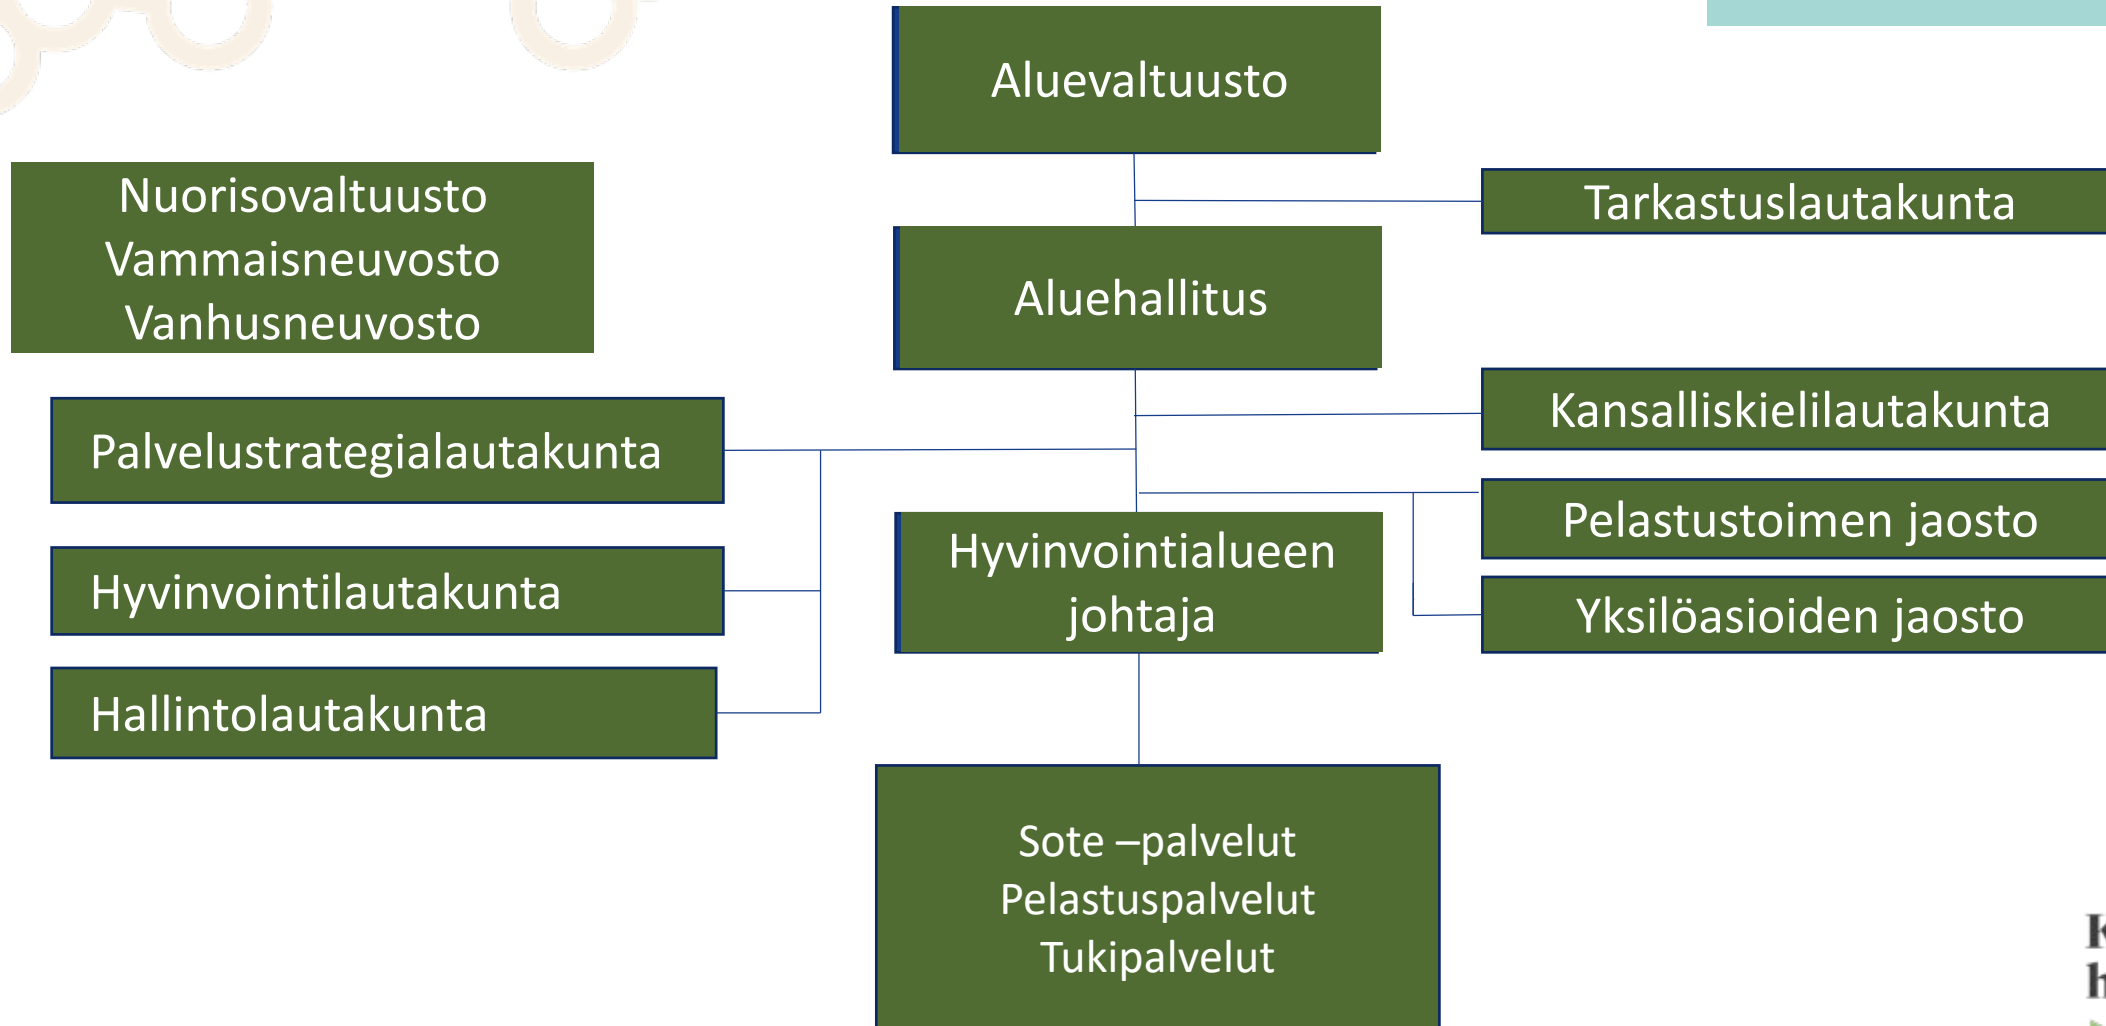 Aluevaltuusto
Nuorisovaltuusto
Vammaisneuvosto
Vanhusneuvosto
Tarkastuslautakunta
Aluehallitus
Palvelustrategialautakunta
Kansalliskielilautakunta
Hyvinvointialueen
johtaja
Pelastustoimen jaosto
Hyvinvointilautakunta
Yksilöasioiden jaosto
Hallintolautakunta
Sote –palvelut
Pelastuspalvelut
Tukipalvelut